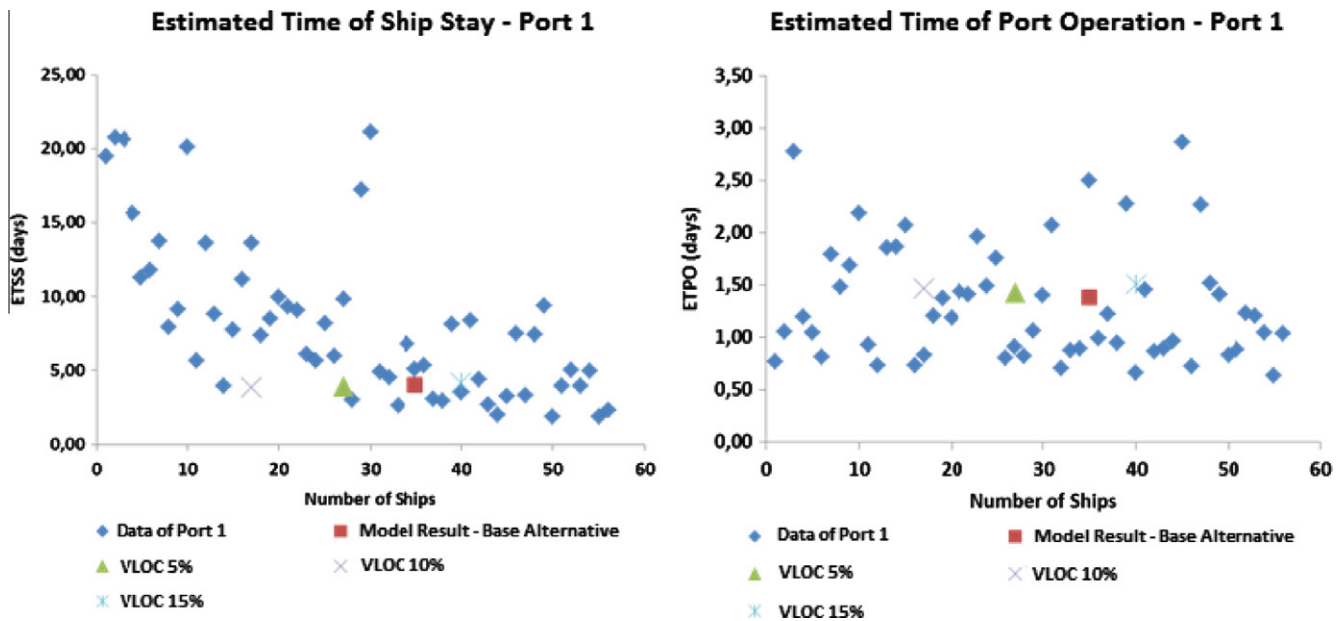 Estimated Time of Ship Stay - Port 1
25,00
20,00
15,00
10,00
5,00
0,00
ETSS (days)
0 10 20 30 40 50 60
Number of Ships
Data of Port 1
Model Result - Base Alternative
VLOC 5%
VLOC 10%
VLOC 15%
Estimated Time of Port Operation - Port 1
3,50
3,00
2,50
2,00
1,50
1,00
0,50
0,00
ETPO (days)
0 10 20 30 40 50 60
Number of Ships
Data of Port 1
Model Result - Base Alternative
VLOC 5%
VLOC 10%
VLOC 15%